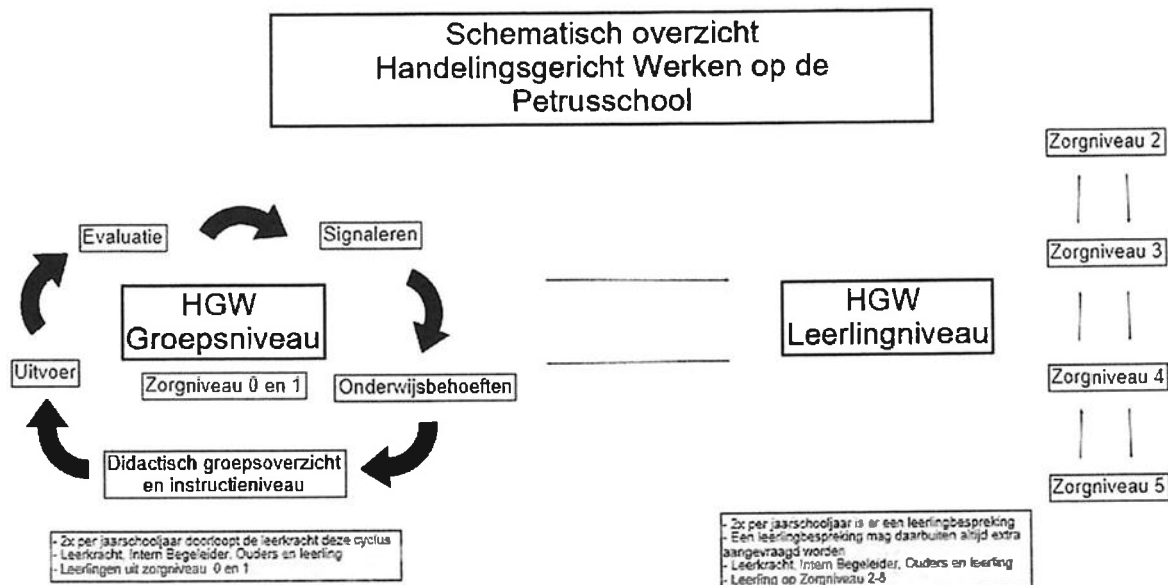 Schematisch overzicht
Handelingsgericht Werken op de
Petrusschool
Zorgniveau 2
Evaluatie
Signaleren
Zorgniveau 3
HGW
Groepsniveau
HGW
Leerlingniveau
Uitvoer
Zorgniveau 0 en 1
Onderwijsbehoeften
Zorgniveau 4
Didactisch groepsoverzicht
en instructieniveau
Zorgniveau 5
- 2x per jaarschooljaar doorloopt de leerkracht deze cyclus
- Leerkracht, Intern Begeleider, Ouders en leerling
- Leerlingen uit zorgniveau 0 en 1
- 2x per jaarschooljaar is er een leerlingbespreking
- Een leerlingbespreking mag daarbuiten altijd extra
aangevraagd worden
- Leerkracht, Intern Begeleider, Ouders en leerling
- Leerling op Zorgniveau